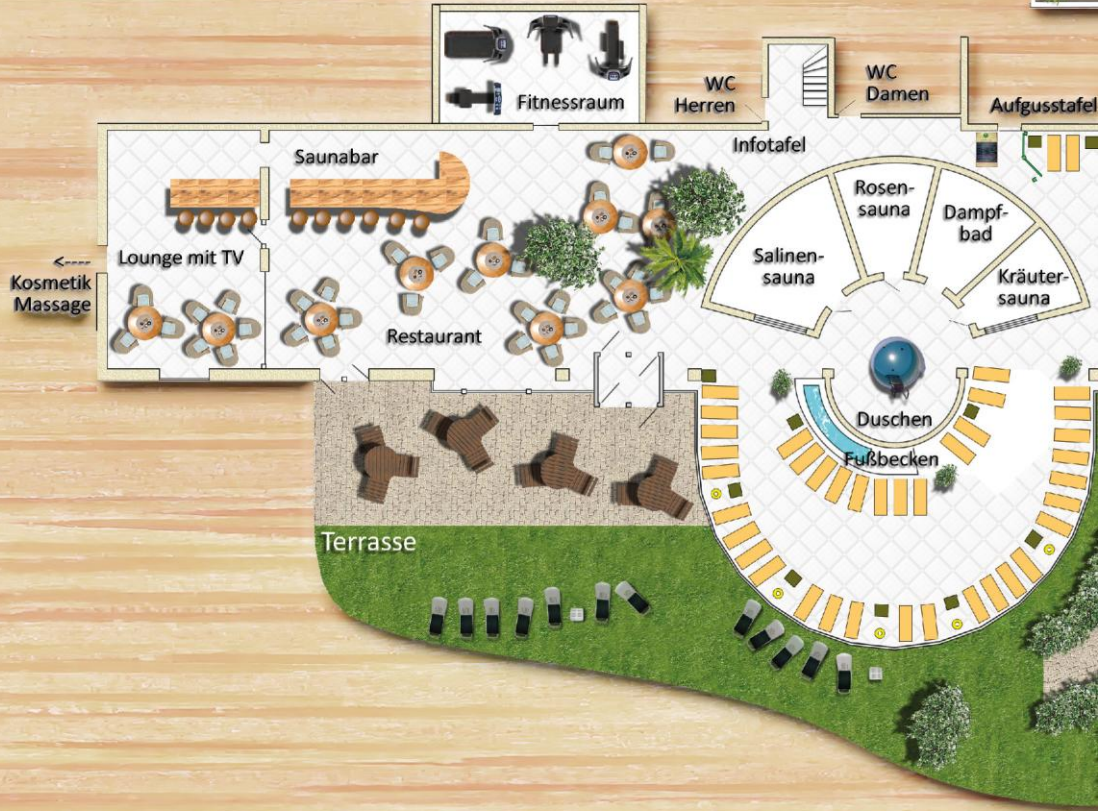 Fitnessraum
WC
Herren
WC
Damen
Aufgusstafel
Infotafel
Saunabar
Rosen-
sauna
Dampf-
bad
Salinen-
sauna
Kräuter-
sauna
Lounge mit TV
<----
Kosmetik
Massage
Restaurant
Duschen
Fußbecken
Terrasse